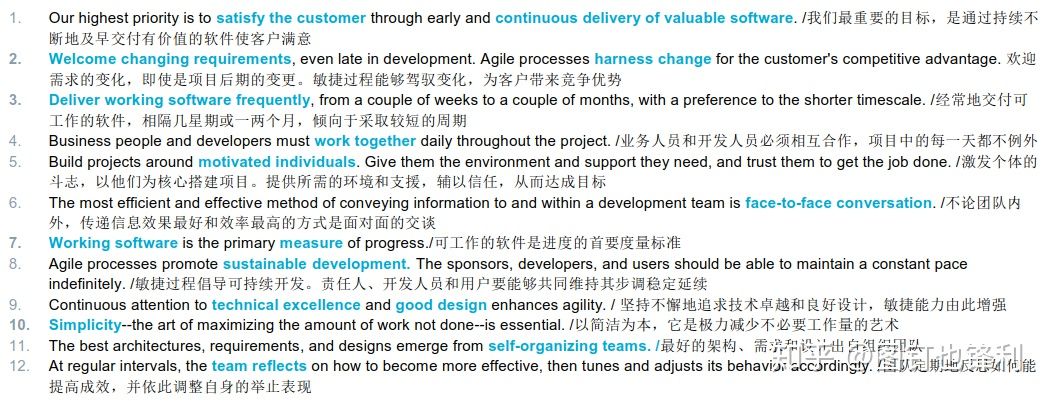 1. Our highest priority is to satisfy the customer through early and continuous delivery of valuable software. /我们最重要的目标，是通过持续不
断地及早交付有价值的软件使客户满意
2. Welcome changing requirements, even late in development. Agile processes harness change for the customer's competitive advantage. 欢迎
需求的变化，即使是项目后期的变更。敏捷过程能够驾驭变化，为客户带来竞争优势
3. Deliver working software frequently, from a couple of weeks to a couple of months, with a preference to the shorter timescale. /经常地交付可
工作的软件，相隔几星期或一两个月，倾向于采取较短的周期
4. Business people and developers must work together daily throughout the project. /业务人员和开发人员必须相互合作，项目中的每一天都不例外
5. Build projects around motivated individuals. Give them the environment and support they need, and trust them to get the job done. /激发个体的
斗志，以他们为核心搭建项目。提供所需的环境和支援，辅以信任，从而达成目标
6. The most efficient and effective method of conveying information to and within a development team is face-to-face conversation. /不论团队内
外，传递信息效果最好和效率最高的方式是面对面的交谈
7. Working software is the primary measure of progress./可工作的软件是进度的首要度量标准
8. Agile processes promote sustainable development. The sponsors, developers, and users should be able to maintain a constant pace
indefinitely. /敏捷过程倡导可持续开发。责任人、开发人员和用户要能够共同维持其步调稳定延续
9. Continuous attention to technical excellence and good design enhances agility. / 坚持不懈地追求技术卓越和良好设计，敏捷能力由此增强
10. Simplicity--the art of maximizing the amount of work not done--is essential. /以简洁为本，它是极力减少不必要工作量的艺术
11. The best architectures, requirements, and designs emerge from self-organizing teams. /最好的架构、需求和设计出自组织团队
12. At regular intervals, the team reflects on how to become more effective, then tunes and adjusts its behavior accordingly. /团队定期地反思如何能
提高成效，并依此调整自身的举止表现
知乎 @图钉也锋利